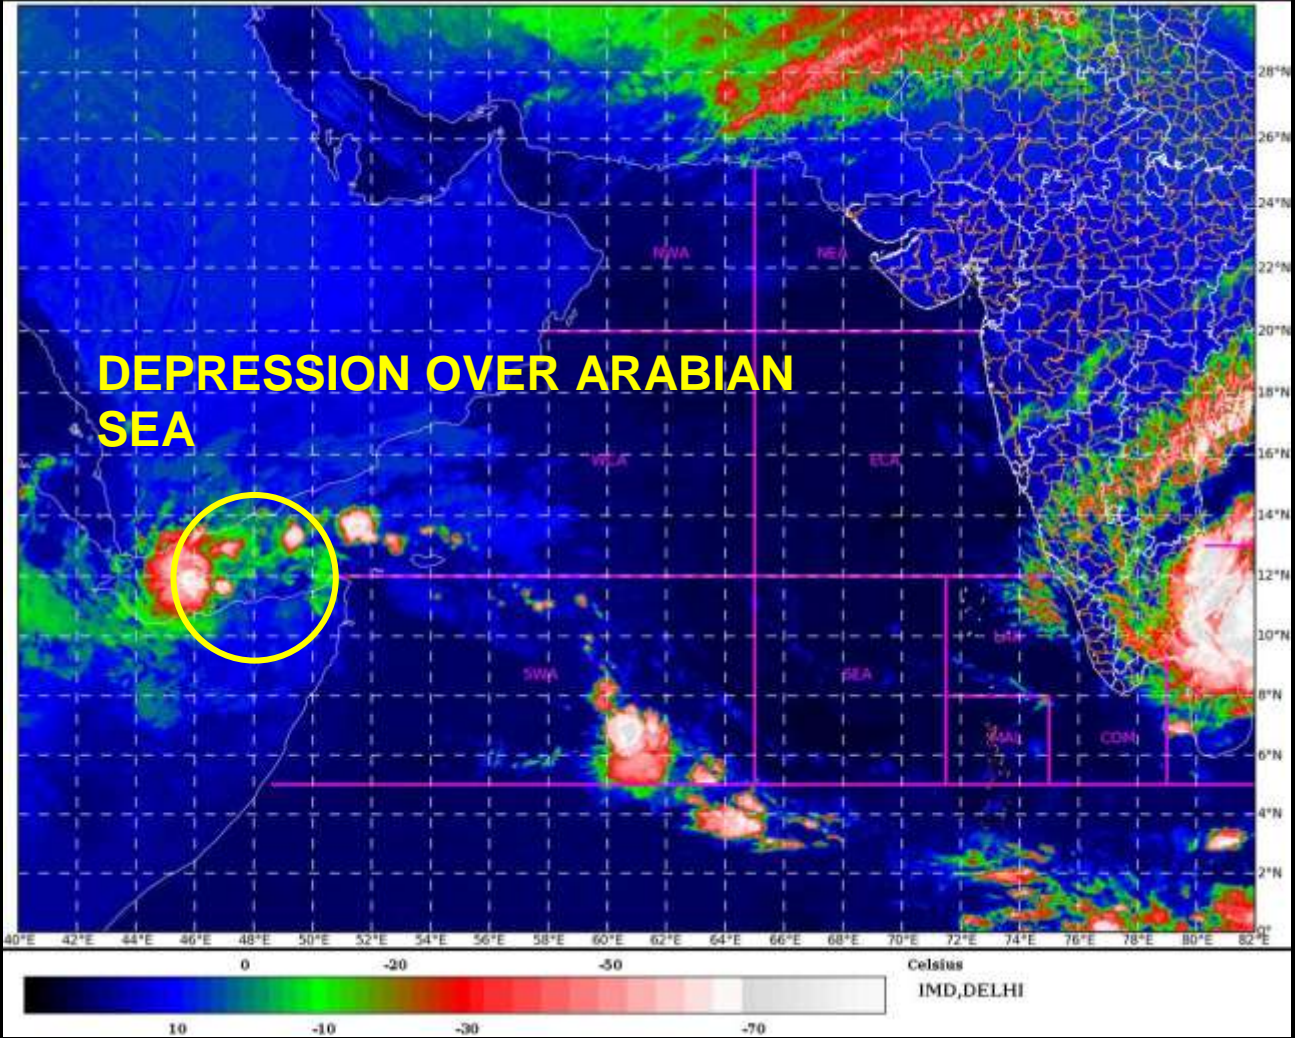 28°N
26°N
24°N
NWA NEA
22°N
20°N
DEPRESSION OVER ARABIAN
SEA
18°N
WCA ECA
16°N
14°N
12°N
10°N
SWA SEA
8°N
MAL COM
6°N
4°N
2°N
0°
40°E 42°E 44°E 46°E 48°E 50°E 52°E 54°E 56°E 58°E 60°E 62°E 64°E 66°E 68°E 70°E 72°E 74°E 76°E 78°E 80°E 82°E
0 -20 -50 Celsius
IMD,DELHI
10 -10 -30 -70